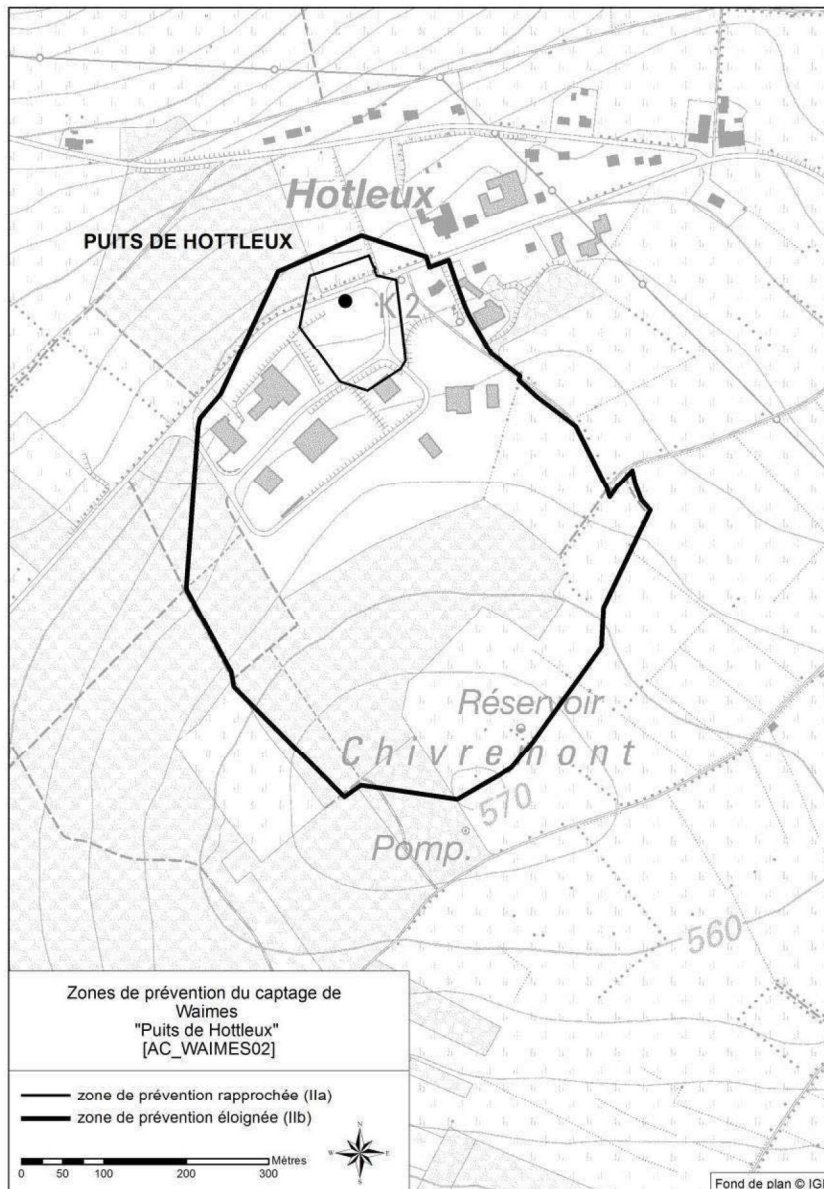 Hotleux
PUITS DE HOTTLEUX
K 2
Réservoir
Chivremont
570
Pomp.
560
Zones de prévention du captage de
Waimes
"Puits de Hottleux"
[AC_WAIMES02]
zone de prévention rapprochée (IIa)
zone de prévention éloignée (IIb)
Mètres
0 50 100 200 300
N
W E
S
Fond de plan © IGN